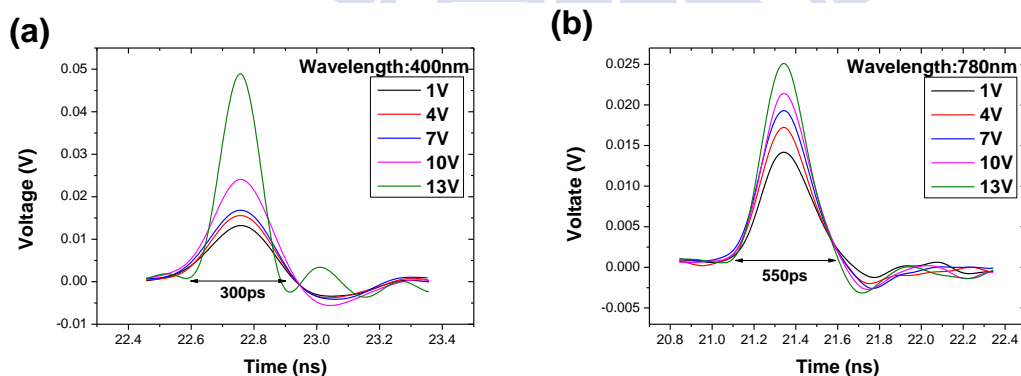 (a)
Wavelength:400nm
1V
4V
7V
10V
13V
300ps
0.05
0.04
0.03
0.02
0.01
0.00
-0.01
Voltage (V)
22.4 22.6 22.8 23.0 23.2 23.4
Time (ns)
(b)
Wavelength:780nm
1V
4V
7V
10V
13V
550ps
0.025
0.020
0.015
0.010
0.005
0.000
-0.005
Voltate (V)
20.8 21.0 21.2 21.4 21.6 21.8 22.0 22.2 22.4
Time (ns)